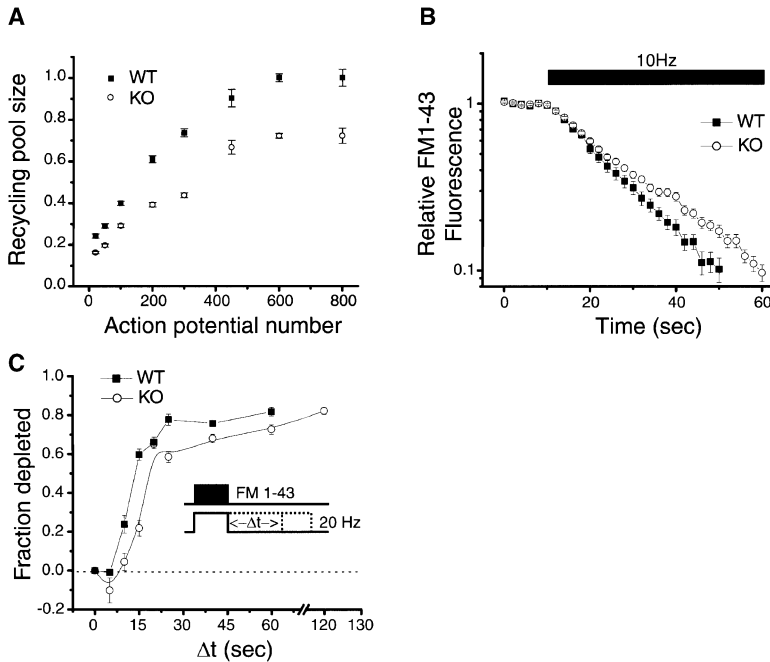 A
WT
KO
Recycling pool size
1.0
0.8
0.6
0.4
0.2
0.0
0 200 400 600 800
Action potential number
B
10Hz
WT
KO
Relative FM1-43
Fluorescence
1
0.1
0 20 40 60
Time (sec)
C
WT
KO
Fraction depleted
1.0
0.8
0.6
0.4
0.2
0.0
-0.2
FM 1-43
<-Δt-> 20 Hz
0 15 30 45 60 120 130
Δt (sec)